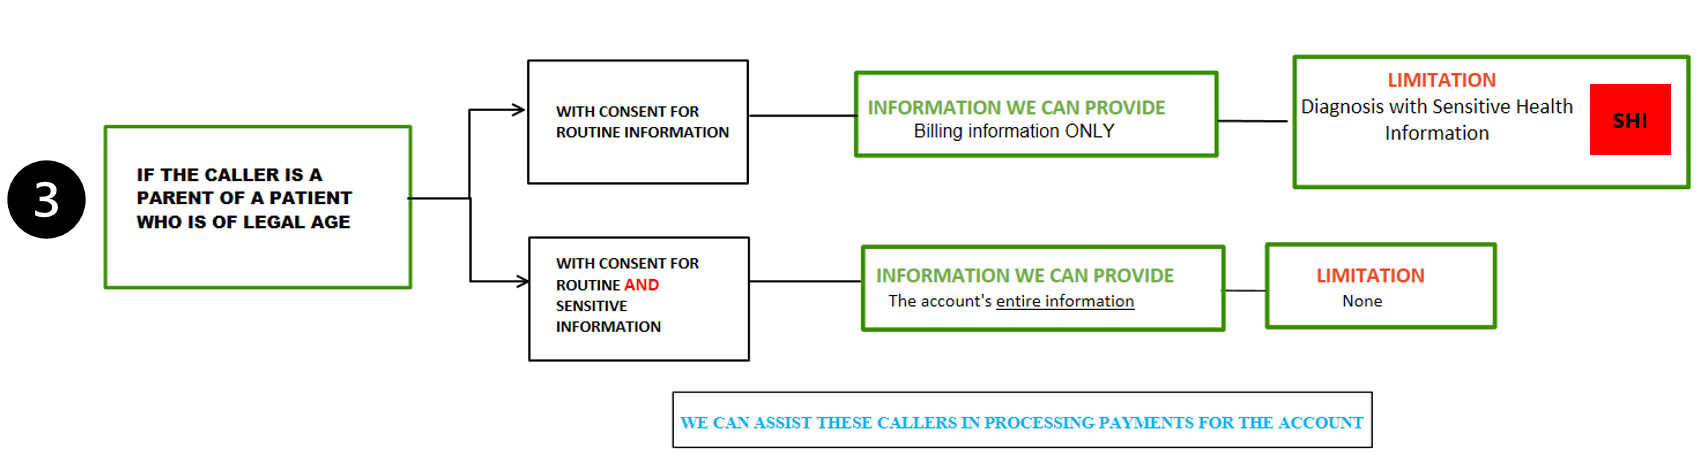 3
IF THE CALLER IS A
PARENT OF A PATIENT
WHO IS OF LEGAL AGE
WITH CONSENT FOR
ROUTINE INFORMATION
INFORMATION WE CAN PROVIDE
Billing information ONLY
LIMITATION
Diagnosis with Sensitive Health
Information
SHI
WITH CONSENT FOR
ROUTINE AND
SENSITIVE
INFORMATION
INFORMATION WE CAN PROVIDE
The account's entire information
LIMITATION
None
WE CAN ASSIST THESE CALLERS IN PROCESSING PAYMENTS FOR THE ACCOUNT